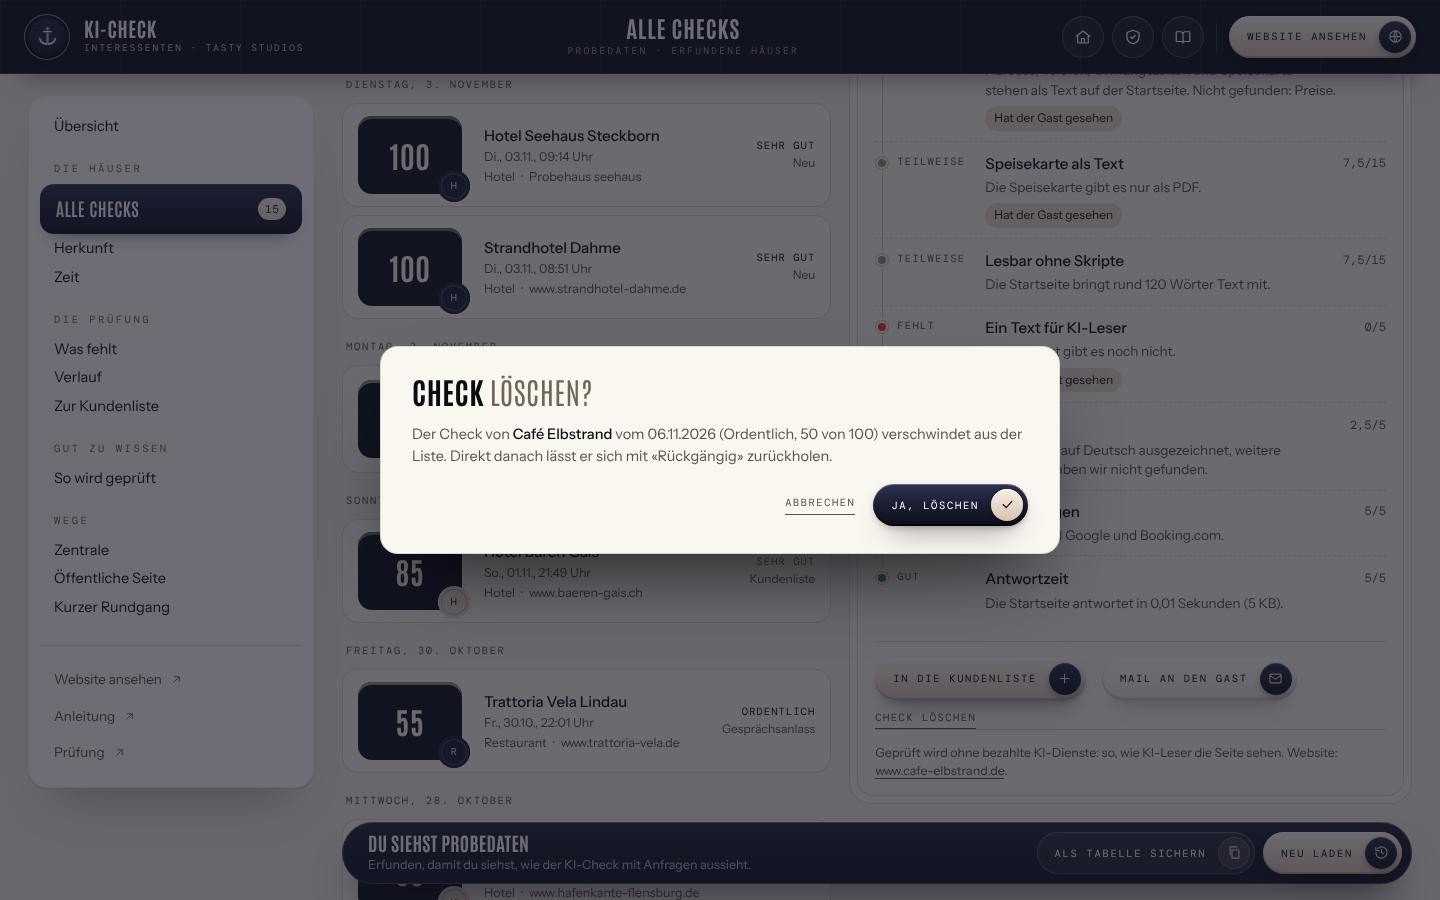 KI-CHECK
INTERESSENTEN · TASTY STUDIOS
ALLE CHECKS
PROBEDATEN · ERFUNDENE HÄUSER
WEBSITE ANSEHEN
Übersicht
DIE HÄUSER
ALLE CHECKS
15
Herkunft
Zeit
DIE PRÜFUNG
Was fehlt
Verlauf
Zur Kundenliste
GUT ZU WISSEN
So wird geprüft
WEGE
Zentrale
Öffentliche Seite
Kurzer Rundgang
Website ansehen
Anleitung
Prüfung
DIENSTAG, 3. NOVEMBER
100
H
Hotel Seehaus Steckborn
Di., 03.11., 09:14 Uhr
Hotel · Probehaus seehaus
SEHR GUT
Neu
100
H
Strandhotel Dahme
Di., 03.11., 08:51 Uhr
Hotel · www.strandhotel-dahme.de
SEHR GUT
Neu
85
H
So., 01.11., 21:49 Uhr
Hotel · www.baeren-gais.ch
SEHR GUT
Kundenliste
FREITAG, 30. OKTOBER
55
R
Trattoria Vela Lindau
Fr., 30.10., 22:01 Uhr
Restaurant · www.trattoria-vela.de
ORDENTLICH
Gesprächsanlass
MITTWOCH, 28. OKTOBER
Hotel · www.hafenkante-flensburg.de
stehen als Text auf der Startseite. Nicht gefunden: Preise.
Hat der Gast gesehen
TEILWEISE
Speisekarte als Text
7,5/15
Die Speisekarte gibt es nur als PDF.
Hat der Gast gesehen
TEILWEISE
Lesbar ohne Skripte
7,5/15
Die Startseite bringt rund 120 Wörter Text mit.
FEHLT
Ein Text für KI-Leser
0/5
gibt es noch nicht.
gesehen
2,5/5
auf Deutsch ausgezeichnet, weitere
wir nicht gefunden.
5/5
Google und Booking.com.
GUT
Antwortzeit
5/5
Die Startseite antwortet in 0,01 Sekunden (5 KB).
IN DIE KUNDENLISTE
MAIL AN DEN GAST
CHECK LÖSCHEN
Geprüft wird ohne bezahlte KI-Dienste: so, wie KI-Leser die Seite sehen. Website:
www.cafe-elbstrand.de.
CHECK LÖSCHEN?
Der Check von Café Elbstrand vom 06.11.2026 (Ordentlich, 50 von 100) verschwindet aus der
Liste. Direkt danach lässt er sich mit «Rückgängig» zurückholen.
ABBRECHEN
JA, LÖSCHEN
DU SIEHST PROBEDATEN
Erfunden, damit du siehst, wie der KI-Check mit Anfragen aussieht.
ALS TABELLE SICHERN
NEU LADEN